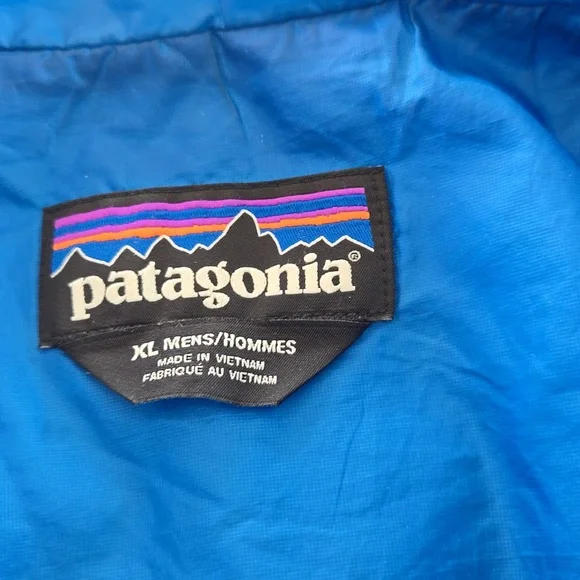 patagonia®
XL MENS/HOMMES
MADE IN VIETNAM
FABRIQUÉ AU VIETNAM